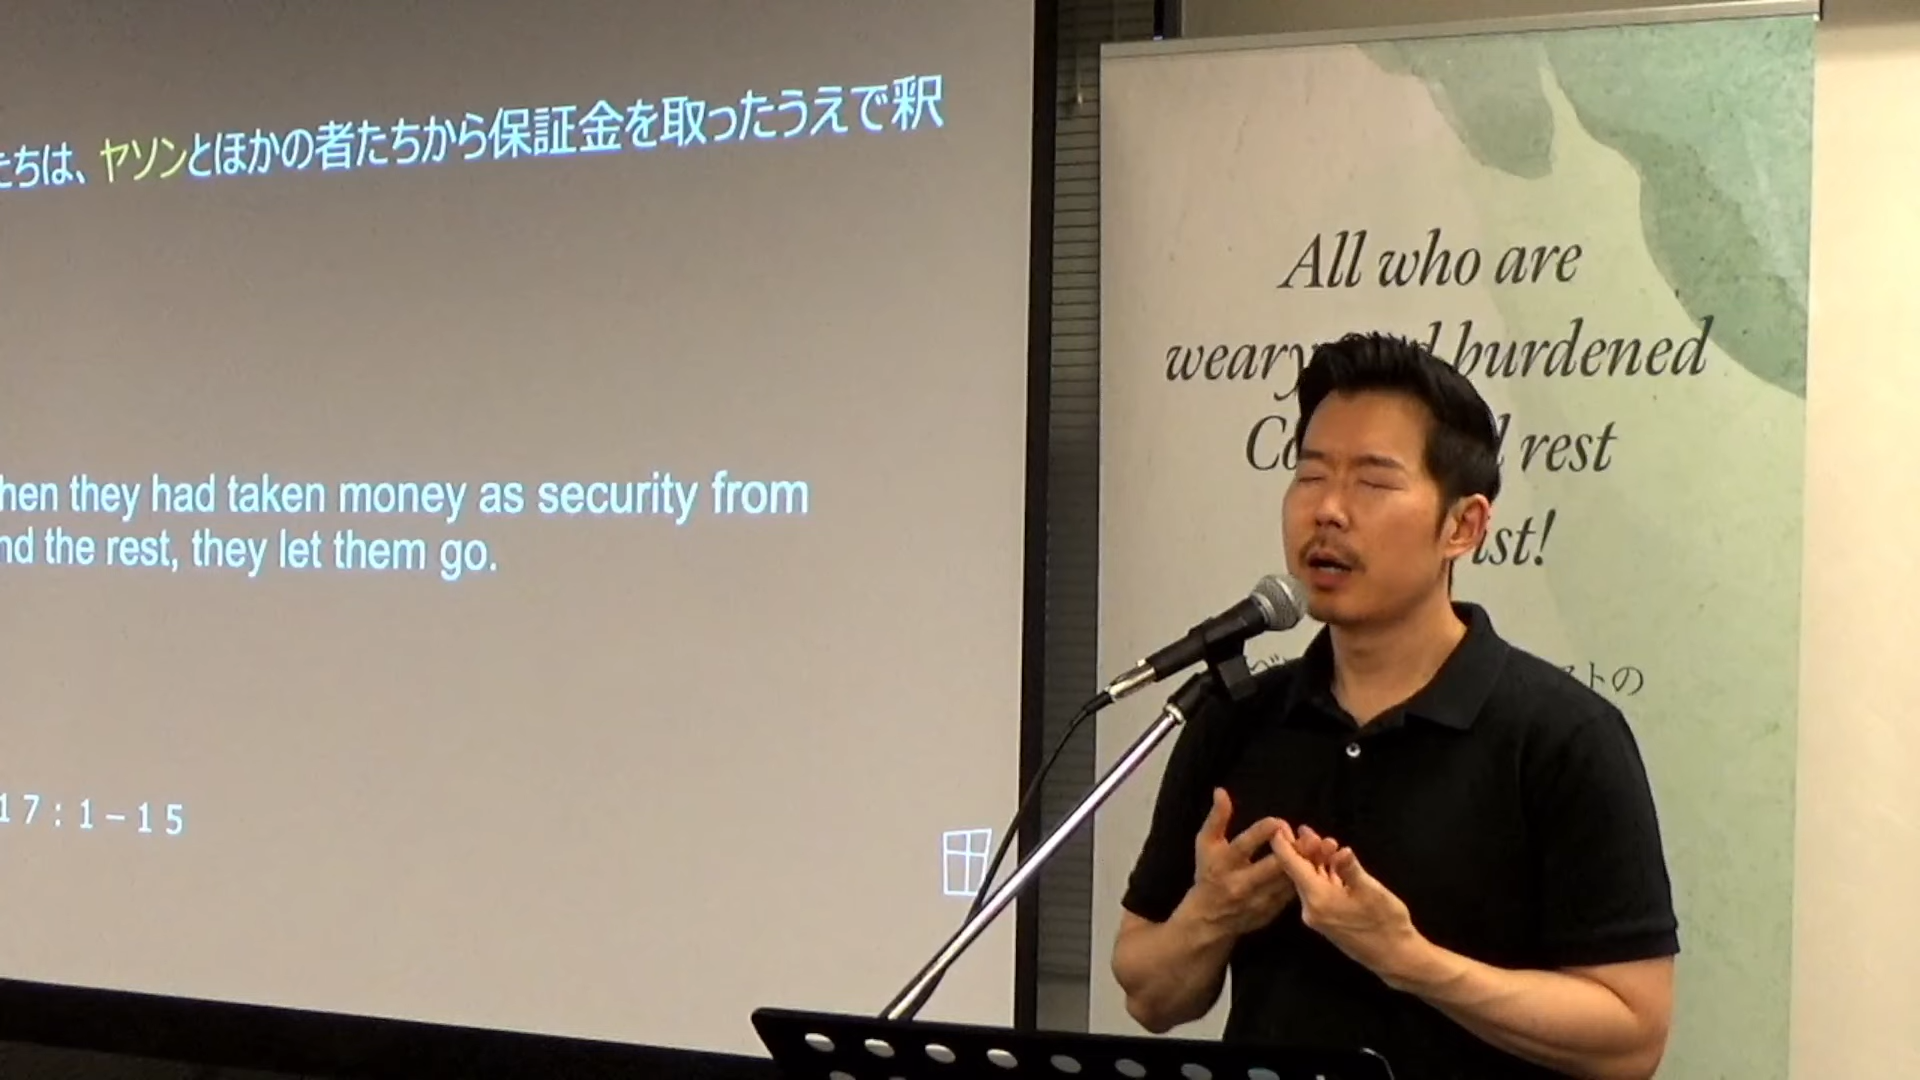 たちは、ヤソンとほかの者たちから保証金を取ったうえで釈
hen they had taken money as security from
nd the rest, they let them go.
17:1-15
All who are
weary burdened
rest
ist!
ストの